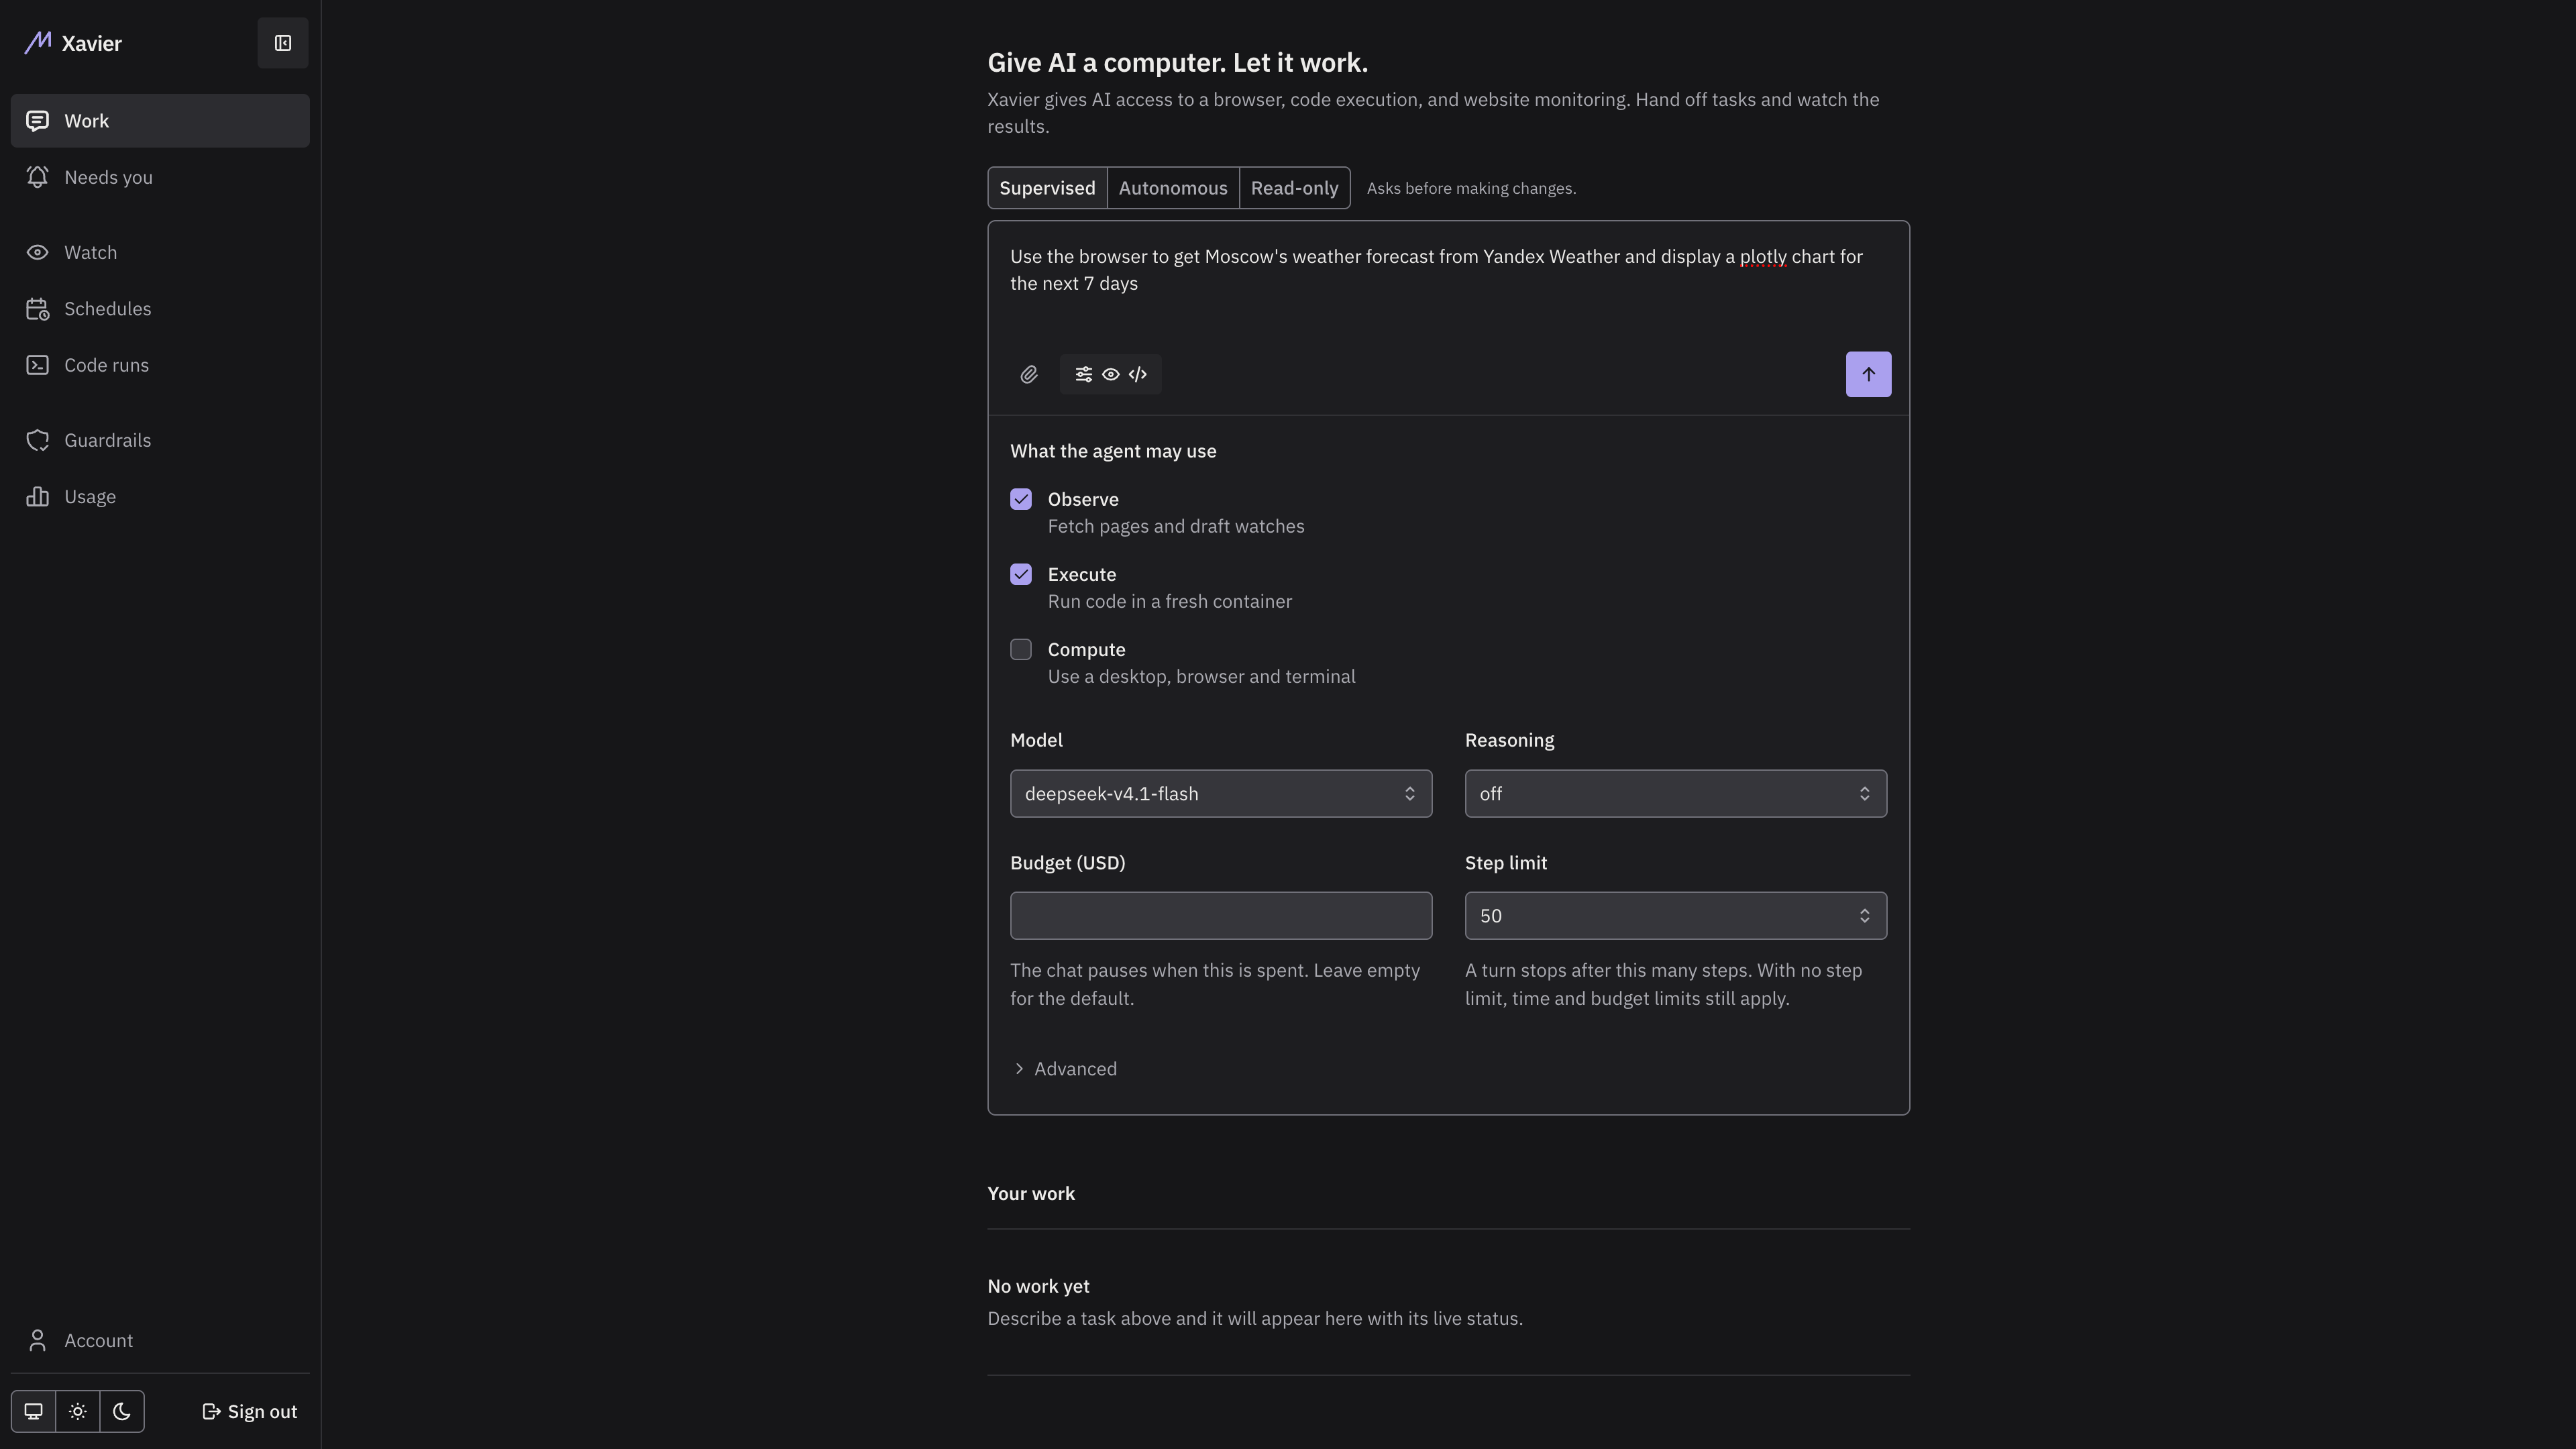 Xavier
Work
Needs you
Watch
Schedules
Code runs
Guardrails
Usage
Account
Sign out
Give AI a computer. Let it work.
Xavier gives AI access to a browser, code execution, and website monitoring. Hand off tasks and watch the
results.
Supervised Autonomous Read-only Asks before making changes.
Use the browser to get Moscow's weather forecast from Yandex Weather and display a plotly chart for
the next 7 days
What the agent may use
Observe
Fetch pages and draft watches
Execute
Run code in a fresh container
Compute
Use a desktop, browser and terminal
Model
deepseek-v4.1-flash
Reasoning
off
Budget (USD)
The chat pauses when this is spent. Leave empty
for the default.
Step limit
50
A turn stops after this many steps. With no step
limit, time and budget limits still apply.
Advanced
Your work
No work yet
Describe a task above and it will appear here with its live status.